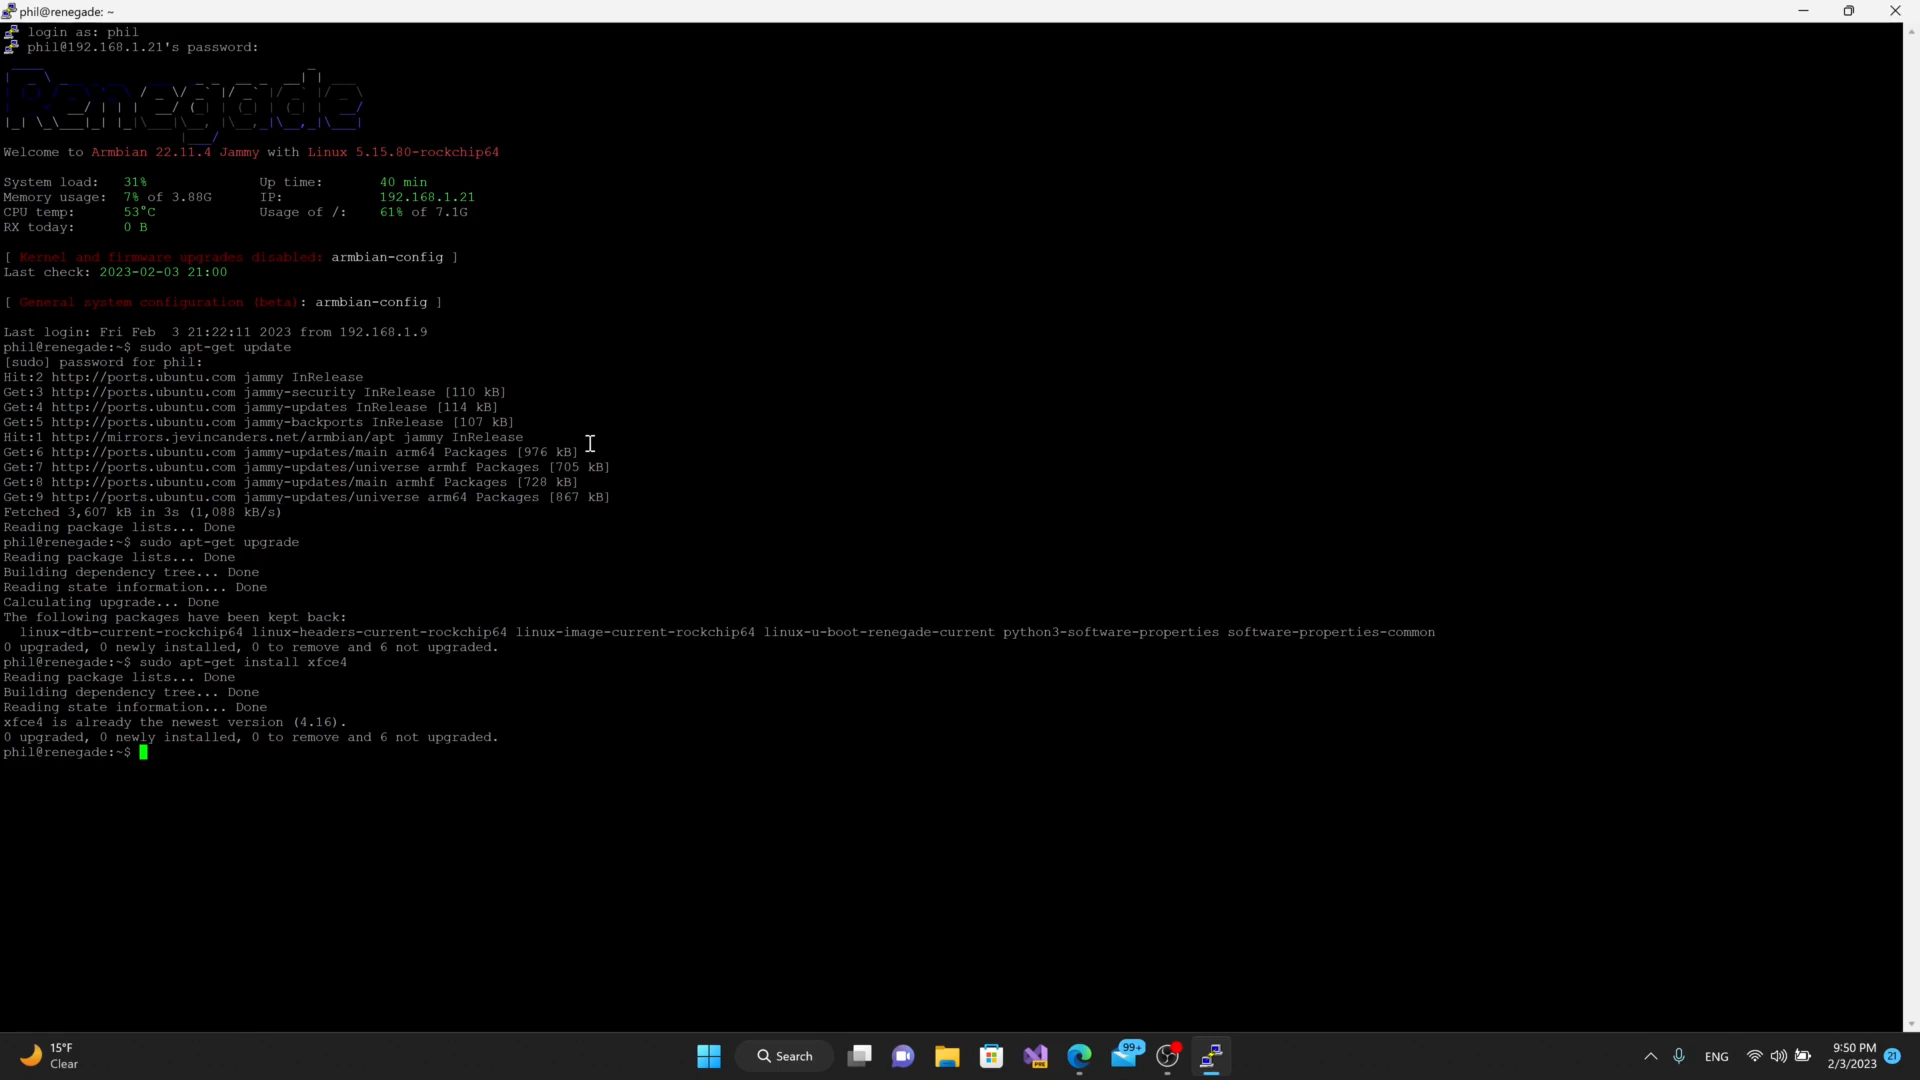 phil@renegade: ~
login as: phil
phil@192.168.1.21's password:
Renegade
Welcome to Armbian 22.11.4 Jammy with Linux 5.15.80-rockchip64
System load:   31%              Up time:       40 min
Memory usage:  7% of 3.88G      IP:            192.168.1.21
CPU temp:      53°C             Usage of /:    61% of 7.1G
RX today:      0 B
[ Kernel and firmware upgrades disabled: armbian-config ]
Last check: 2023-02-03 21:00
[ General system configuration (beta): armbian-config ]
Last login: Fri Feb  3 21:22:11 2023 from 192.168.1.9
phil@renegade:~$ sudo apt-get update
[sudo] password for phil:
Hit:2 http://ports.ubuntu.com jammy InRelease
Get:3 http://ports.ubuntu.com jammy-security InRelease [110 kB]
Get:4 http://ports.ubuntu.com jammy-updates InRelease [114 kB]
Get:5 http://ports.ubuntu.com jammy-backports InRelease [107 kB]
Hit:1 http://mirrors.jevincanders.net/armbian/apt jammy InRelease
Get:6 http://ports.ubuntu.com jammy-updates/main arm64 Packages [976 kB]
Get:7 http://ports.ubuntu.com jammy-updates/universe armhf Packages [705 kB]
Get:8 http://ports.ubuntu.com jammy-updates/main armhf Packages [728 kB]
Get:9 http://ports.ubuntu.com jammy-updates/universe arm64 Packages [867 kB]
Fetched 3,607 kB in 3s (1,088 kB/s)
Reading package lists... Done
phil@renegade:~$ sudo apt-get upgrade
Reading package lists... Done
Building dependency tree... Done
Reading state information... Done
Calculating upgrade... Done
The following packages have been kept back:
  linux-dtb-current-rockchip64 linux-headers-current-rockchip64 linux-image-current-rockchip64 linux-u-boot-renegade-current python3-software-properties software-properties-common
0 upgraded, 0 newly installed, 0 to remove and 6 not upgraded.
phil@renegade:~$ sudo apt-get install xfce4
Reading package lists... Done
Building dependency tree... Done
Reading state information... Done
xfce4 is already the newest version (4.16).
0 upgraded, 0 newly installed, 0 to remove and 6 not upgraded.
phil@renegade:~$
15°F
Clear
Search
PRE
99+
ENG
9:50 PM
2/3/2023
21